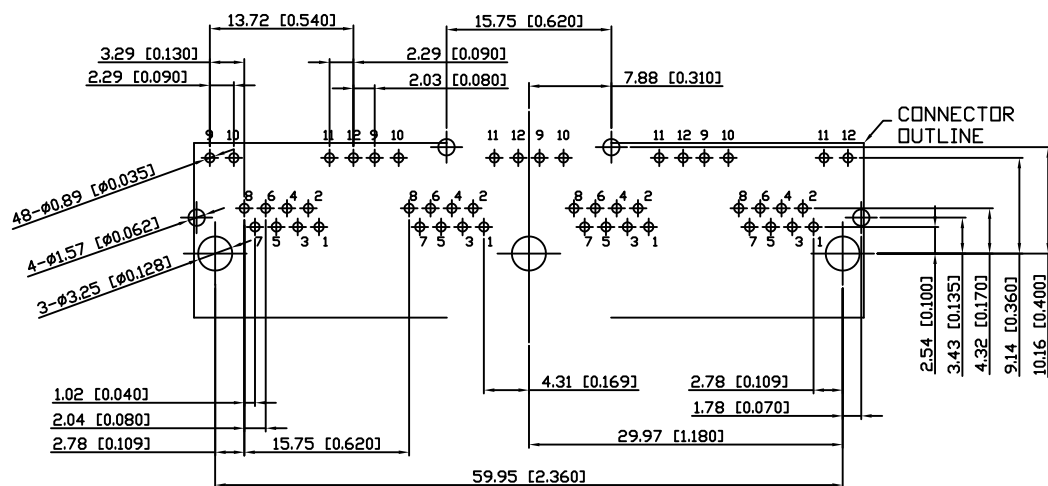 13.72 [0.540]
15.75 [0.620]
3.29 [0.130]
2.29 [0.090]
2.29 [0.090]
2.03 [0.080]
7.88 [0.310]
CONNECTOR
OUTLINE
9 10 11 12 9 10 11 12 9 10 11 12 9 10 11 12
48-ø0.89 [ø0.035]
8 6 4 2 8 6 4 2 8 6 4 2 8 6 4 2
4-ø1.57 [ø0.062]
7 5 3 1 7 5 3 1 7 5 3 1 7 5 3 1
3-ø3.25 [ø0.128]
2.54 [0.100]
3.43 [0.135]
4.32 [0.170]
9.14 [0.360]
10.16 [0.400]
1.02 [0.040]
4.31 [0.169]
2.78 [0.109]
2.04 [0.080]
1.78 [0.070]
2.78 [0.109]
15.75 [0.620]
29.97 [1.180]
59.95 [2.360]